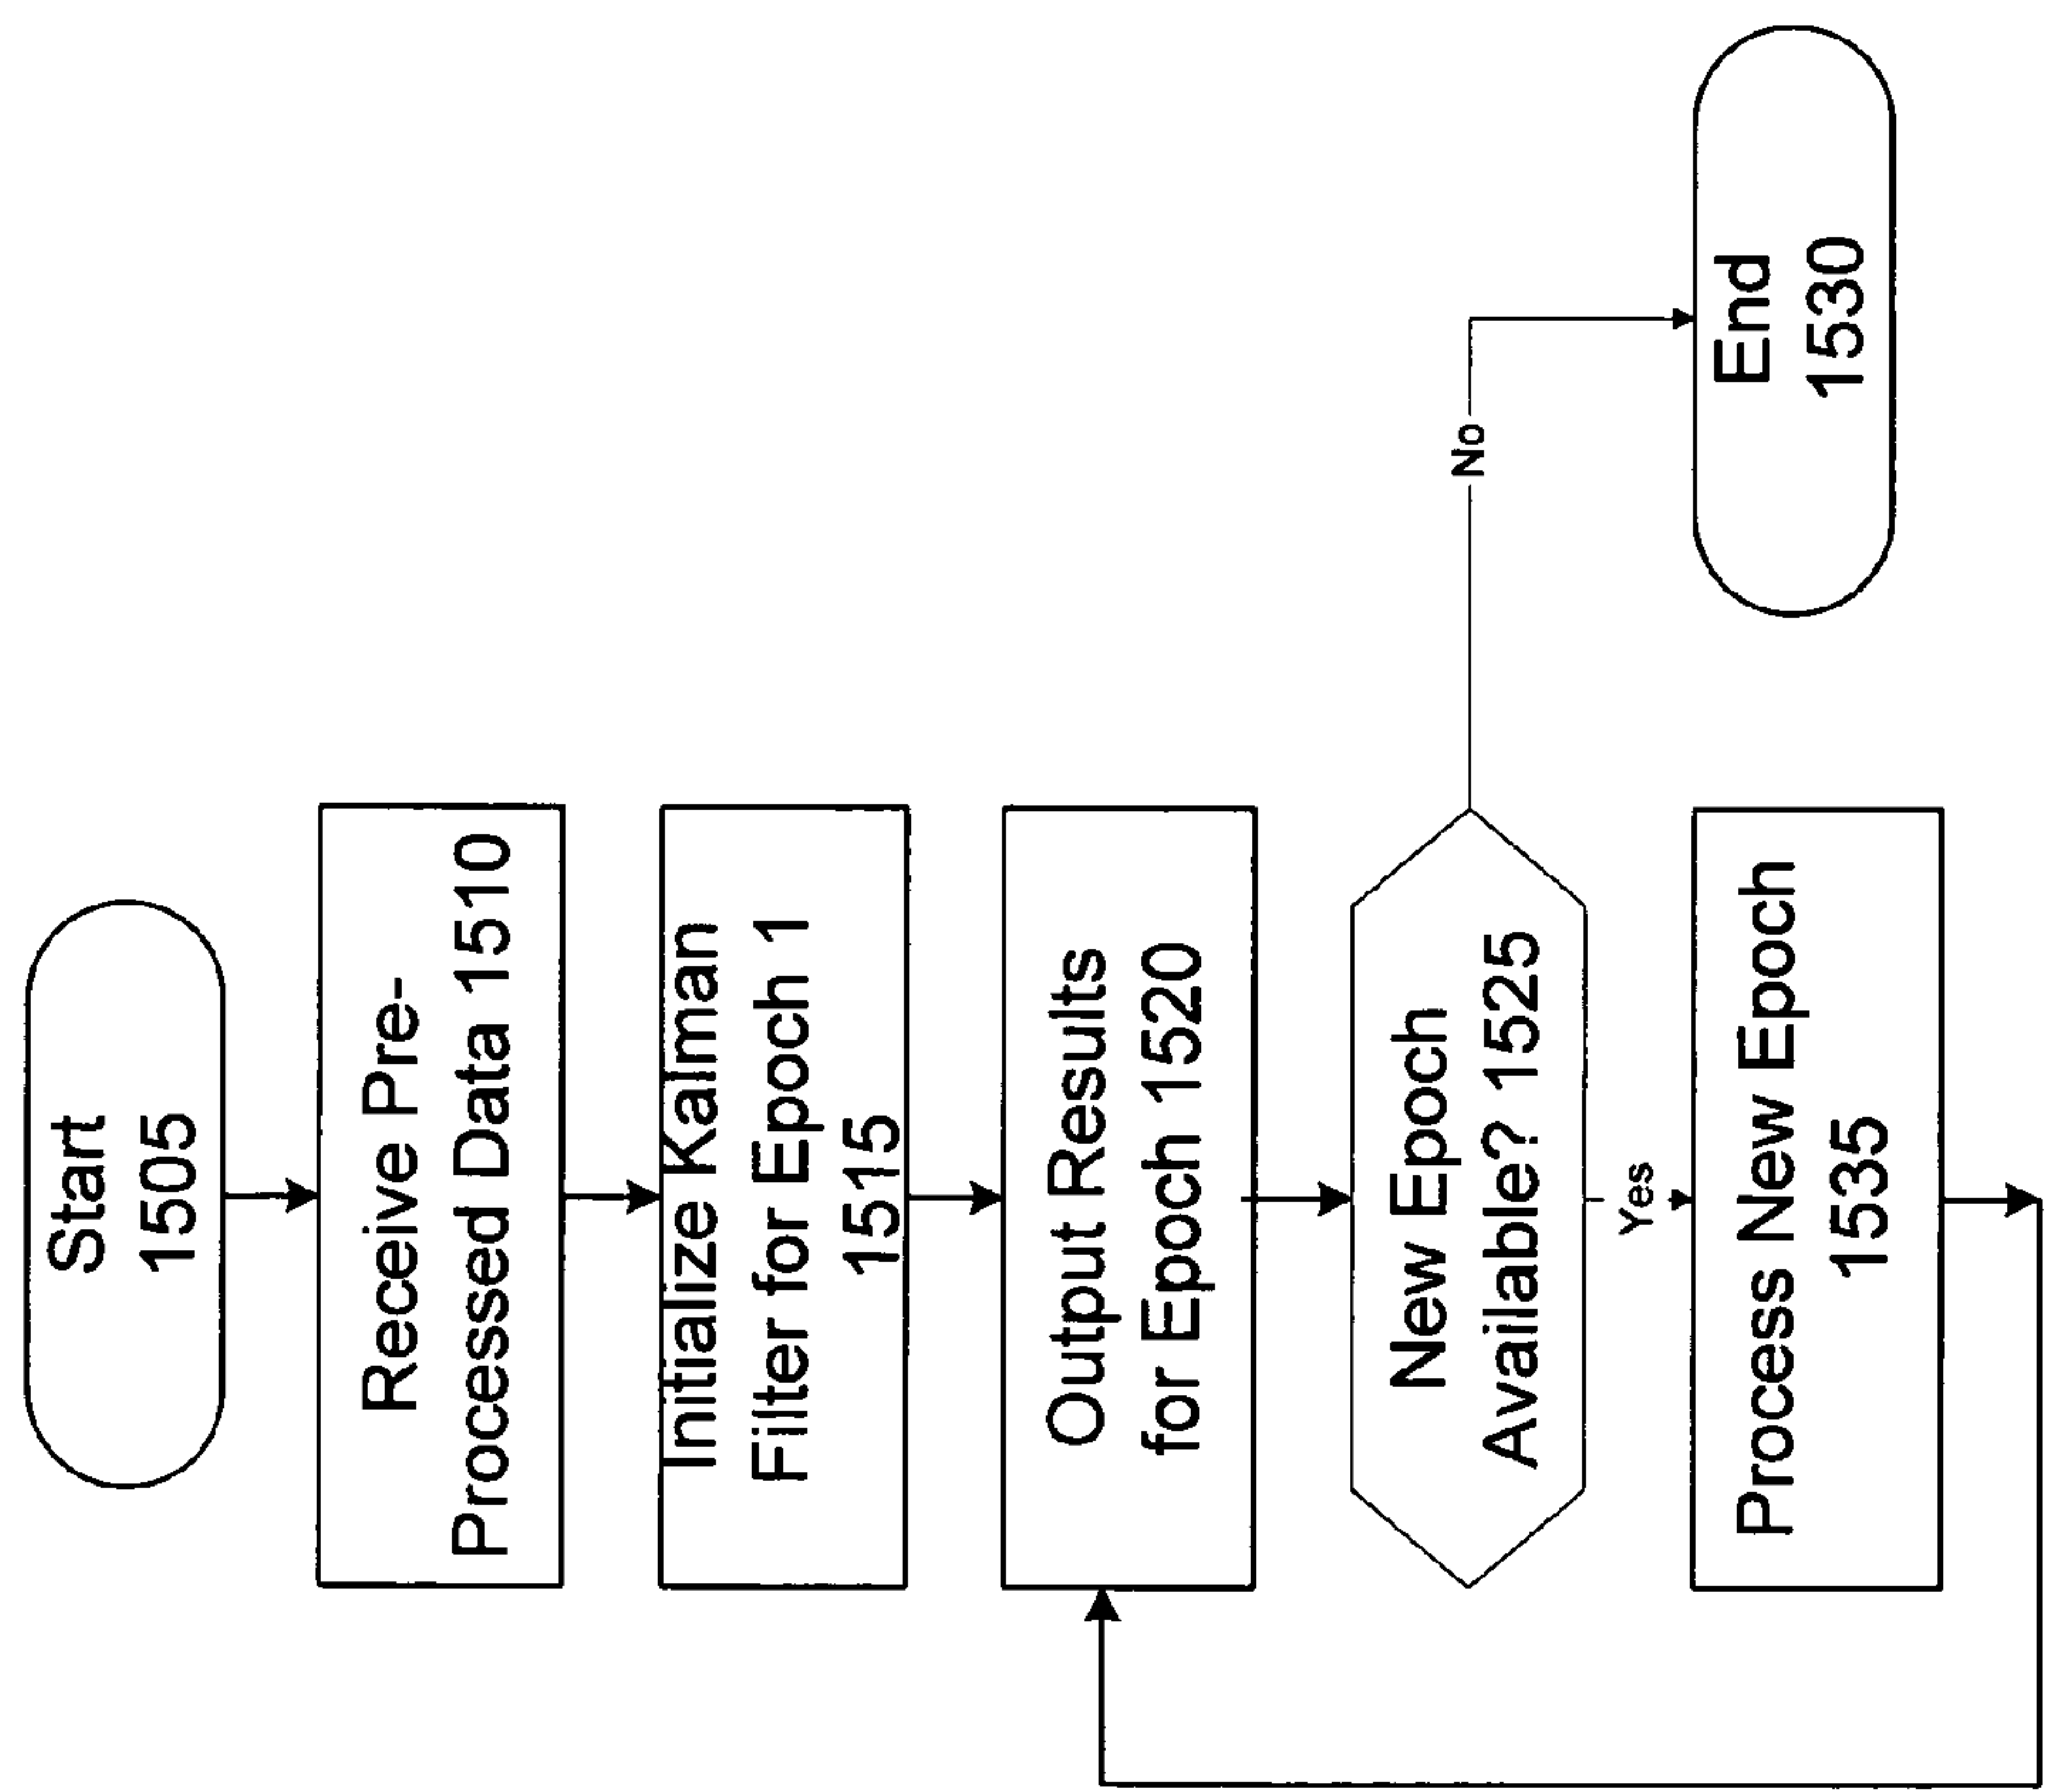 Start
1505
Receive Pre-
Processed Data 1510
Initialize Kalman
Filter for Epoch 1
1515
Output Results
for Epoch 1520
New Epoch
Available? 1525
No
End
1530
Yes
Process New Epoch
1535